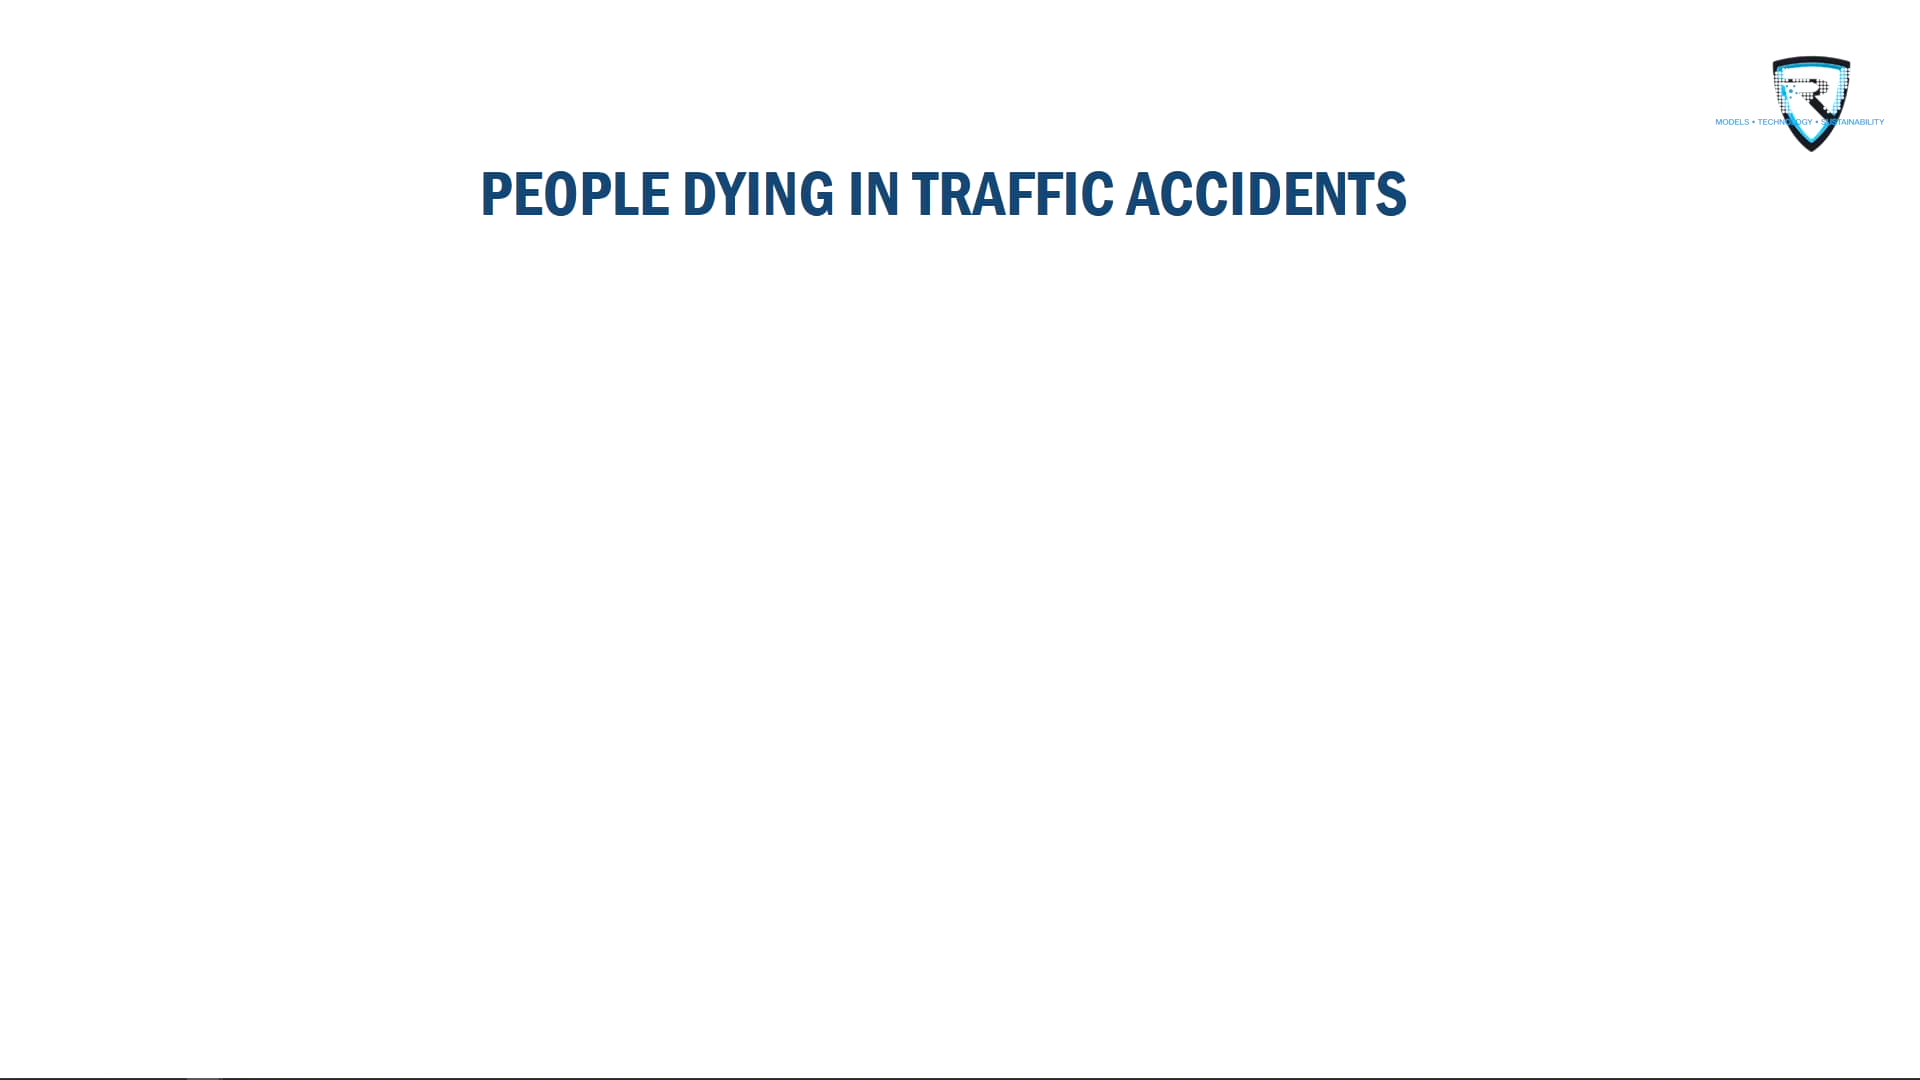 MODELS • TECHNOLOGY • SUSTAINABILITY
PEOPLE DYING IN TRAFFIC ACCIDENTS